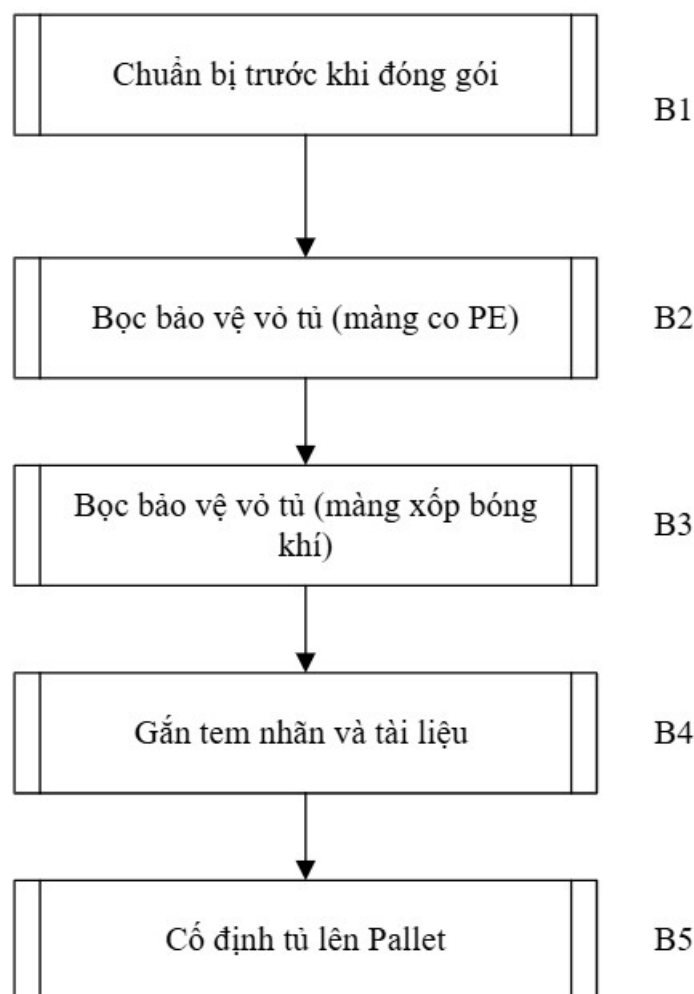 Chuẩn bị trước khi đóng gói
B1
Bọc bảo vệ vỏ tủ (màng co PE)
B2
Bọc bảo vệ vỏ tủ (màng xốp bóng
khí)
B3
Gắn tem nhãn và tài liệu
B4
Cố định tủ lên Pallet
B5